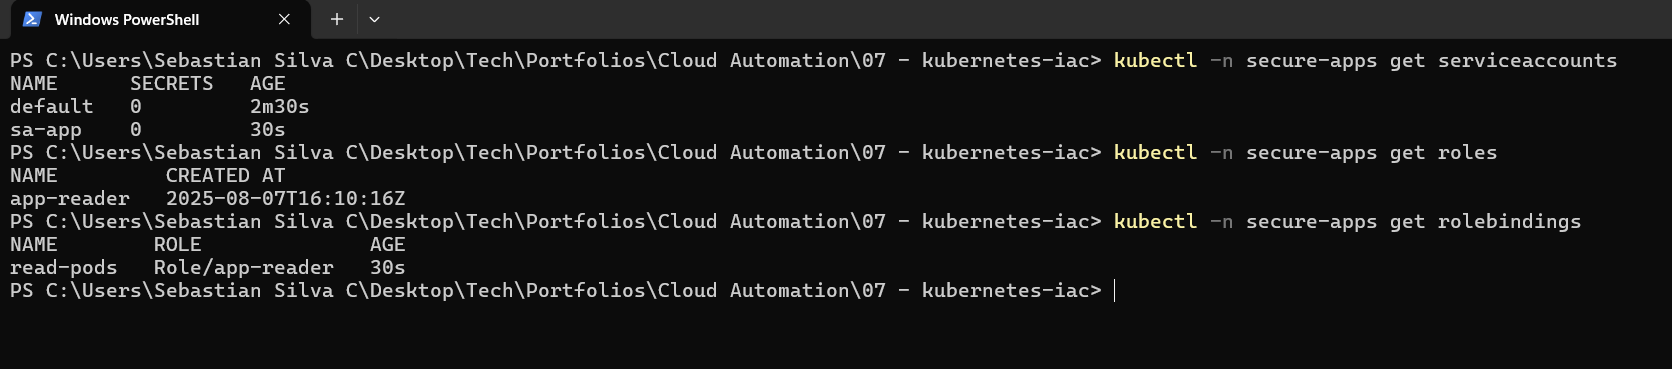 Windows PowerShell
PS C:\Users\Sebastian Silva C\Desktop\Tech\Portfolios\Cloud Automation\07 - kubernetes-iac> kubectl -n secure-apps get serviceaccounts
NAME      SECRETS   AGE
default   0         2m30s
sa-app    0         30s
PS C:\Users\Sebastian Silva C\Desktop\Tech\Portfolios\Cloud Automation\07 - kubernetes-iac> kubectl -n secure-apps get roles
NAME         CREATED AT
app-reader   2025-08-07T16:10:16Z
PS C:\Users\Sebastian Silva C\Desktop\Tech\Portfolios\Cloud Automation\07 - kubernetes-iac> kubectl -n secure-apps get rolebindings
NAME        ROLE              AGE
read-pods   Role/app-reader   30s
PS C:\Users\Sebastian Silva C\Desktop\Tech\Portfolios\Cloud Automation\07 - kubernetes-iac>